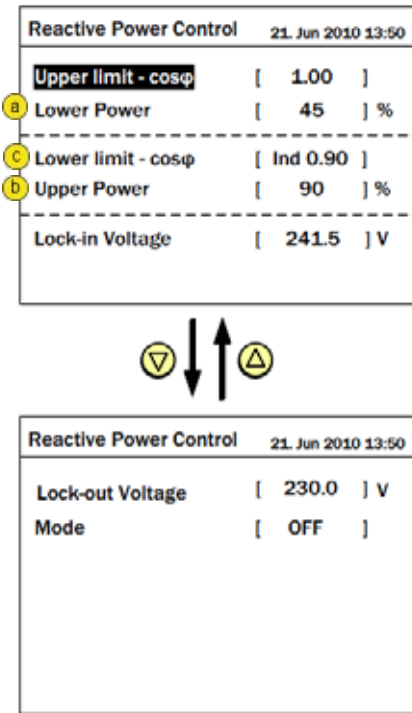 Reactive Power Control 21. Jun 2010 13:50
Upper limit - cosφ [ 1.00 ]
a Lower Power [ 45 ] %
c Lower limit - cosφ [ Ind 0.90 ]
b Upper Power [ 90 ] %
Lock-in Voltage [ 241.5 ] V
Reactive Power Control 21. Jun 2010 13:50
Lock-out Voltage [ 230.0 ] V
Mode [ OFF ]